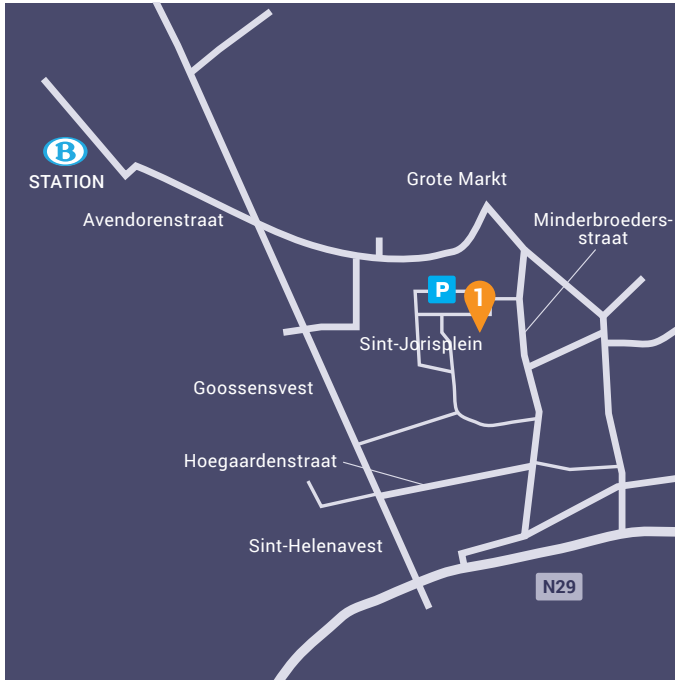 B
STATION
Grote Markt
Avendorenstraat
Minderbroeders-
straat
P
1
Sint-Jorisplein
Goossensvest
Hoegaardenstraat
Sint-Helenavest
N29